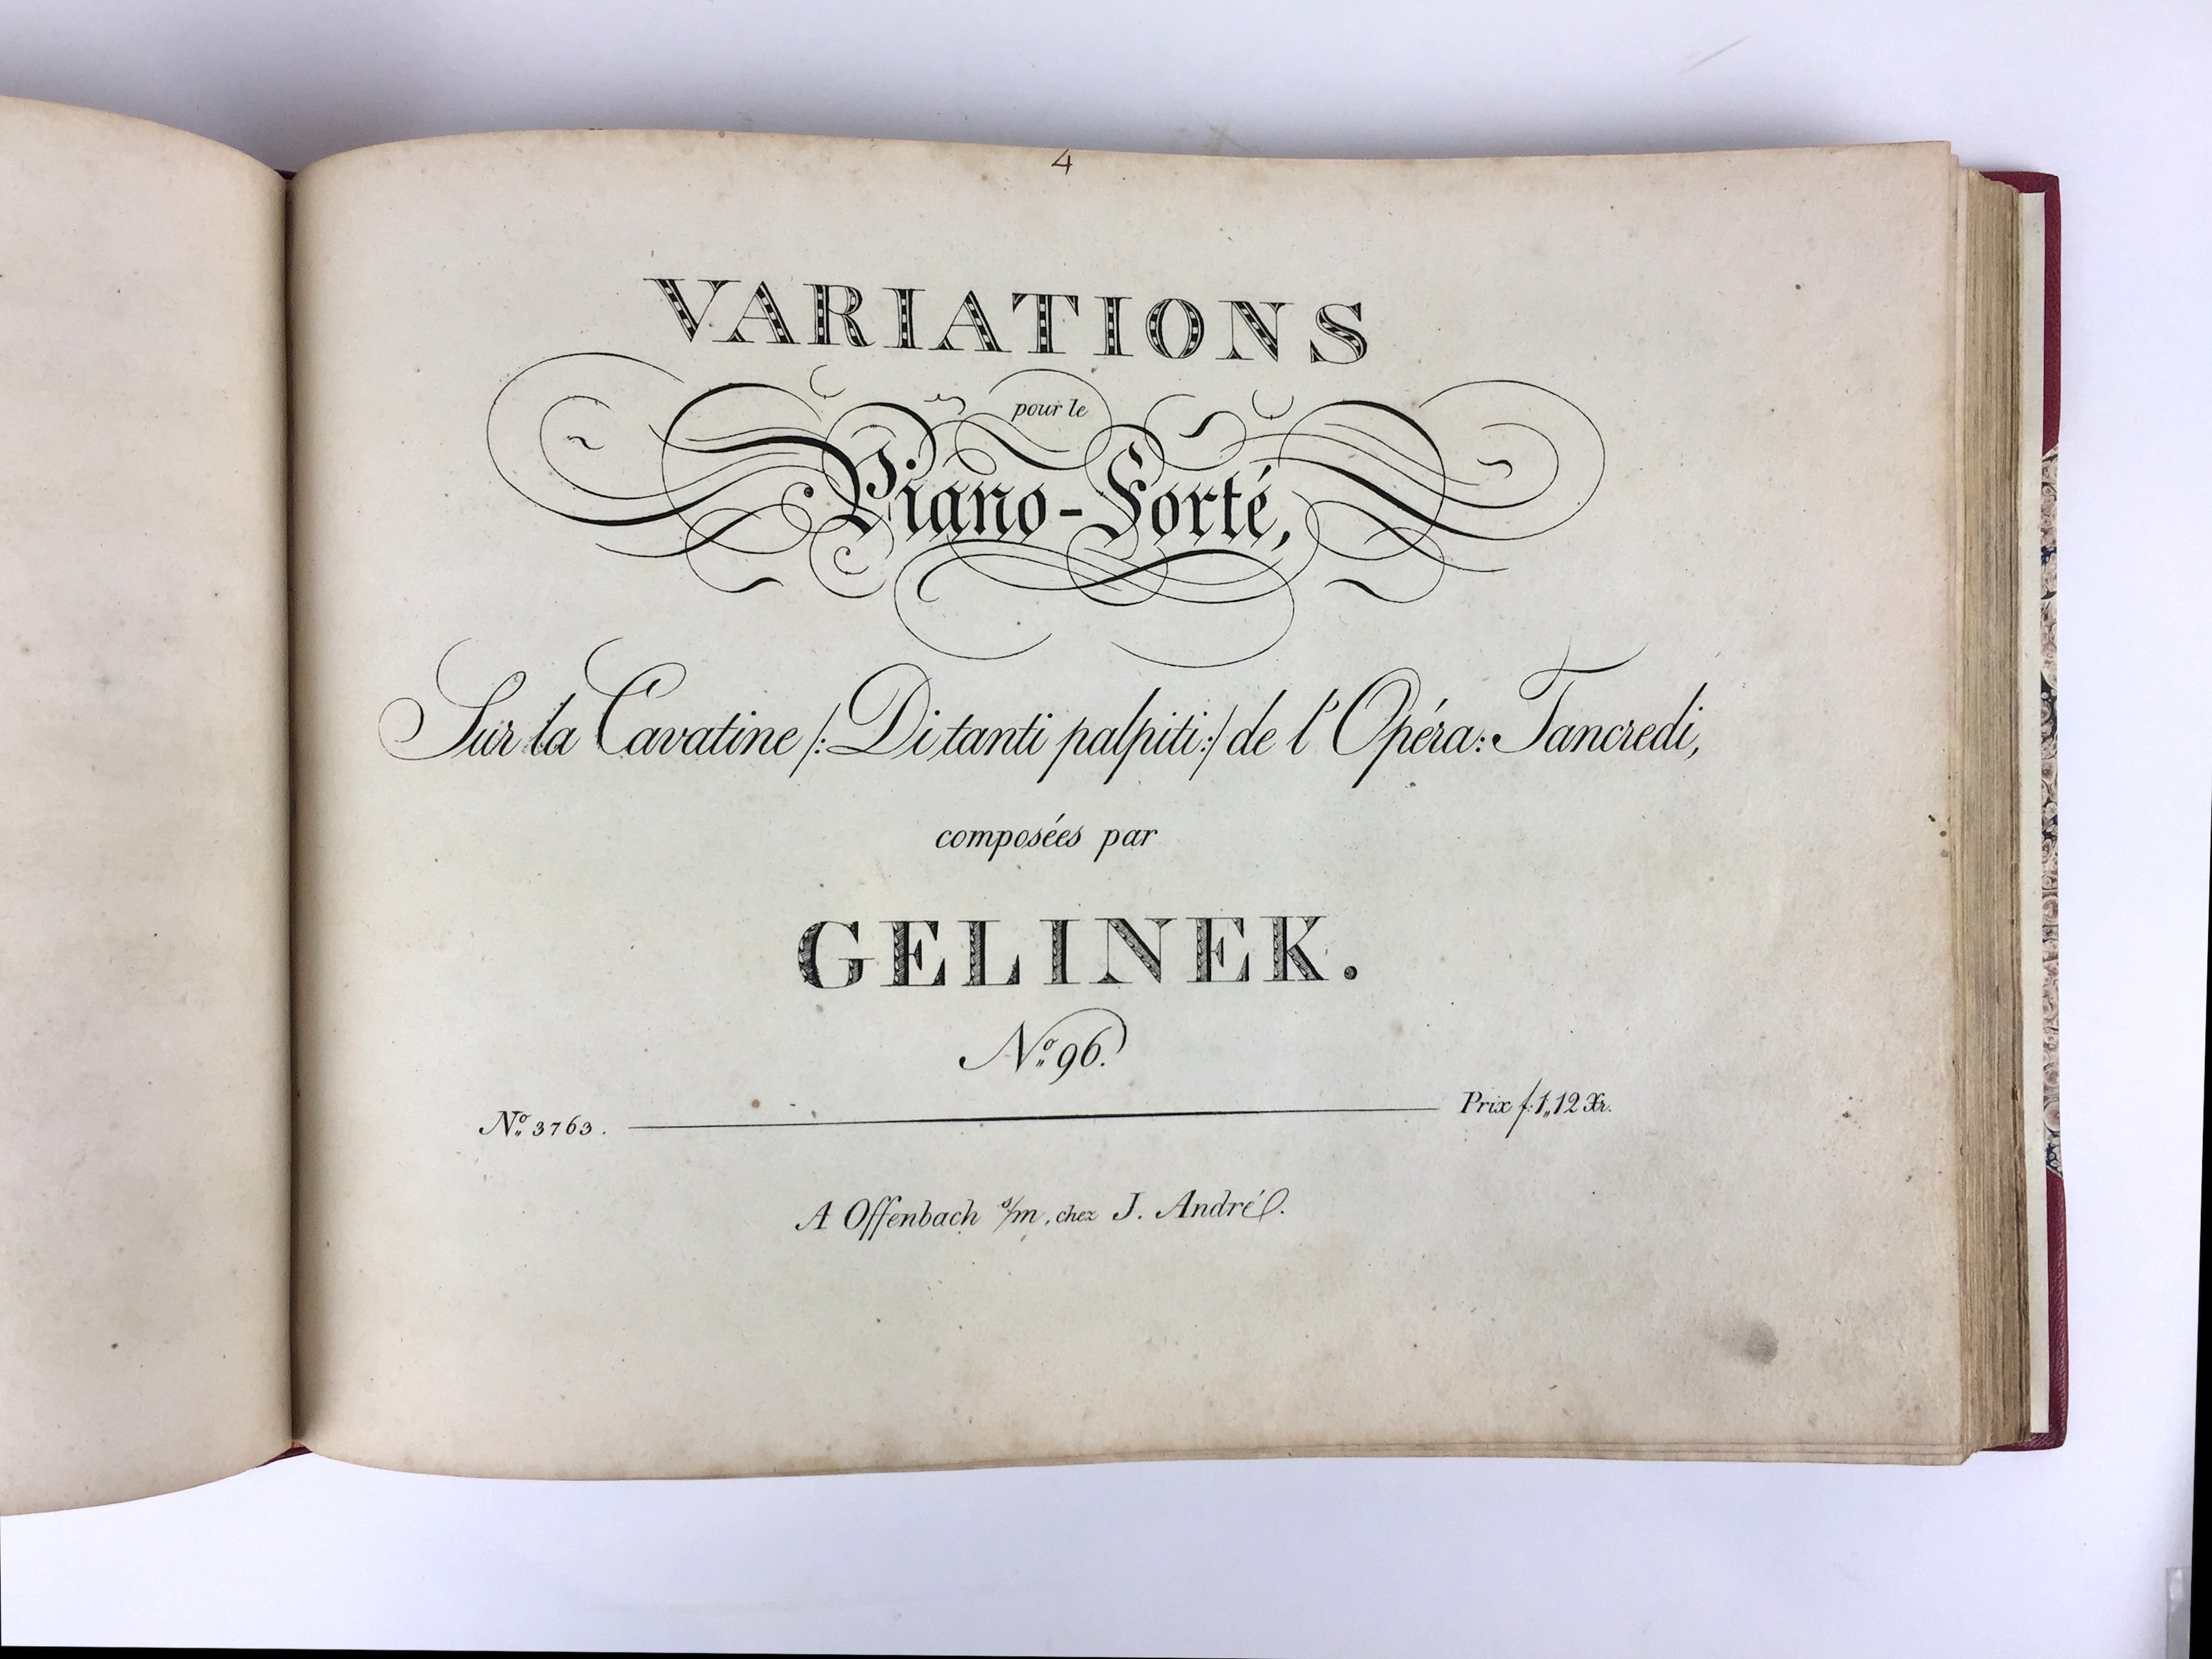 4
VARIATIONS
pour le
Piano-Forté,
Sur la Cavatine /: Di tanti palpiti :/ de l'Opéra: Tancredi,
composées par
GELINEK.
No. 96.
No. 3763. Prix f. 1,, 12 Xr.
A Offenbach s/m, chez J. André.